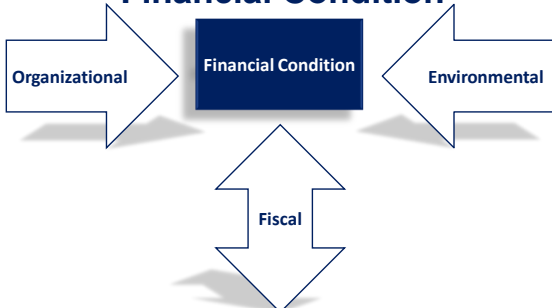 Financial Condition
Organizational
Financial Condition
Environmental
Fiscal